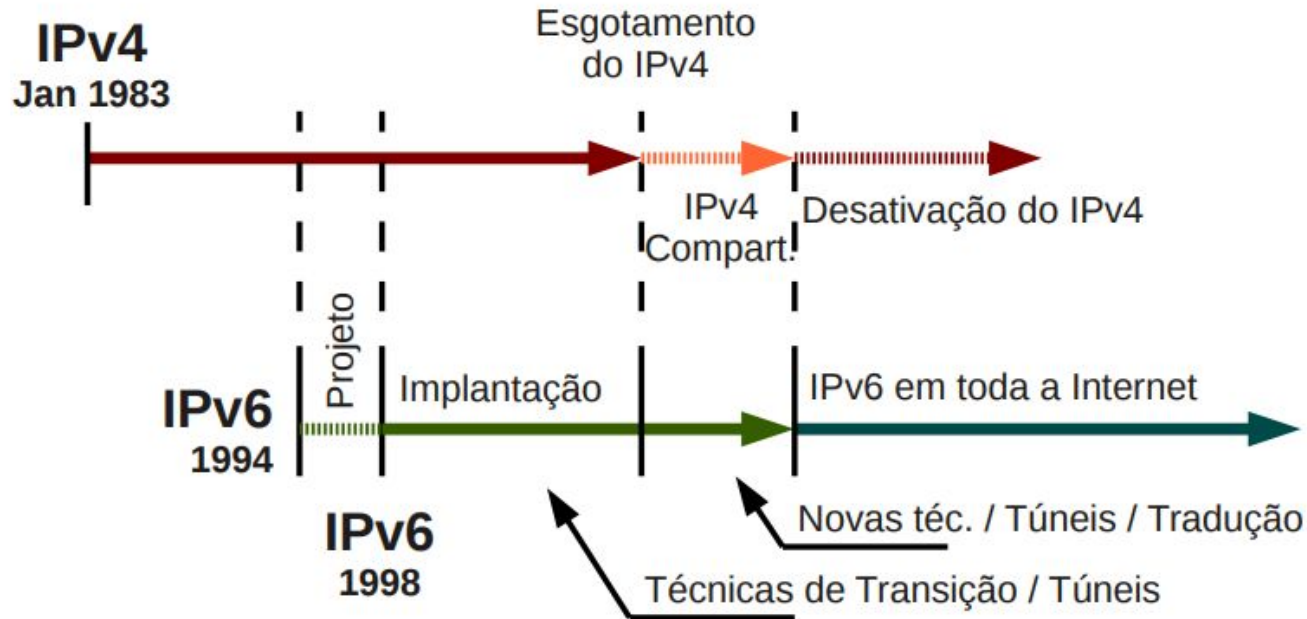 IPv4
Jan 1983
Esgotamento
do IPv4
IPv4
Compart.
Desativação do IPv4
Projeto
IPv6
1994
Implantação
IPv6 em toda a Internet
IPv6
1998
Novas téc. / Túneis / Tradução
Técnicas de Transição / Túneis